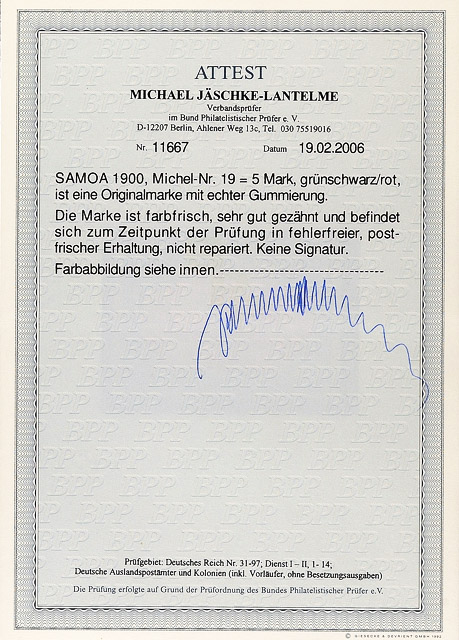 ATTEST
MICHAEL JÄSCHKE-LANTELME
Verbandsprüfer
im Bund Philatelistischer Prüfer e. V.
D-12207 Berlin, Ahlener Weg 13c, Tel. 030 75519016
Nr. 11667 Datum 19.02.2006
SAMOA 1900, Michel-Nr. 19 = 5 Mark, grünschwarz/rot,
ist eine Originalmarke mit echter Gummierung.
Die Marke ist farbfrisch, sehr gut gezähnt und befindet
sich zum Zeitpunkt der Prüfung in fehlerfreier, post-
frischer Erhaltung, nicht repariert. Keine Signatur.
Farbabbildung siehe innen.-----------------------------
Prüfgebiet: Deutsches Reich Nr. 31-97; Dienst I – II, 1- 14;
Deutsche Auslandspostämter und Kolonien (inkl. Vorläufer, ohne Besetzungsausgaben)
Die Prüfung erfolgte auf Grund der Prüfordnung des Bundes Philatelistischer Prüfer e.V.
© GIESECKE & DEVRIENT GMBH 1992